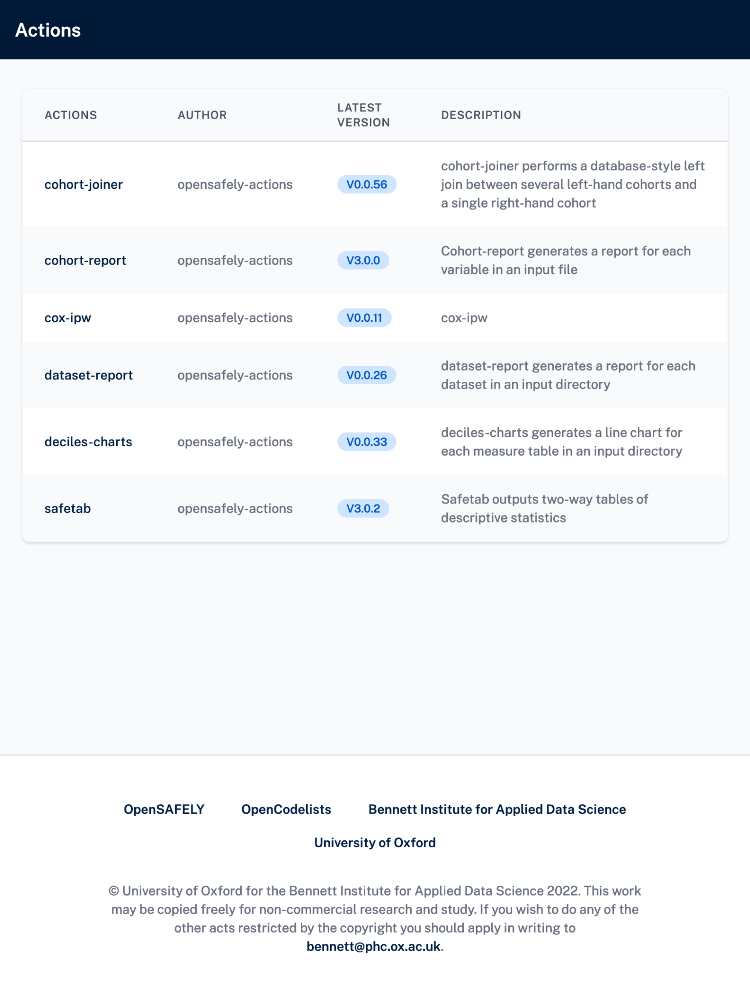 Actions
ACTIONS AUTHOR LATEST VERSION DESCRIPTION
cohort-joiner opensafely-actions V0.0.56 cohort-joiner performs a database-style left
join between several left-hand cohorts and
a single right-hand cohort
cohort-report opensafely-actions V3.0.0 Cohort-report generates a report for each
variable in an input file
cox-ipw opensafely-actions V0.0.11 cox-ipw
dataset-report opensafely-actions V0.0.26 dataset-report generates a report for each
dataset in an input directory
deciles-charts opensafely-actions V0.0.33 deciles-charts generates a line chart for
each measure table in an input directory
safetab opensafely-actions V3.0.2 Safetab outputs two-way tables of
descriptive statistics
OpenSAFELY OpenCodelists Bennett Institute for Applied Data Science
University of Oxford
© University of Oxford for the Bennett Institute for Applied Data Science 2022. This work
may be copied freely for non-commercial research and study. If you wish to do any of the
other acts restricted by the copyright you should apply in writing to
bennett@phc.ox.ac.uk.